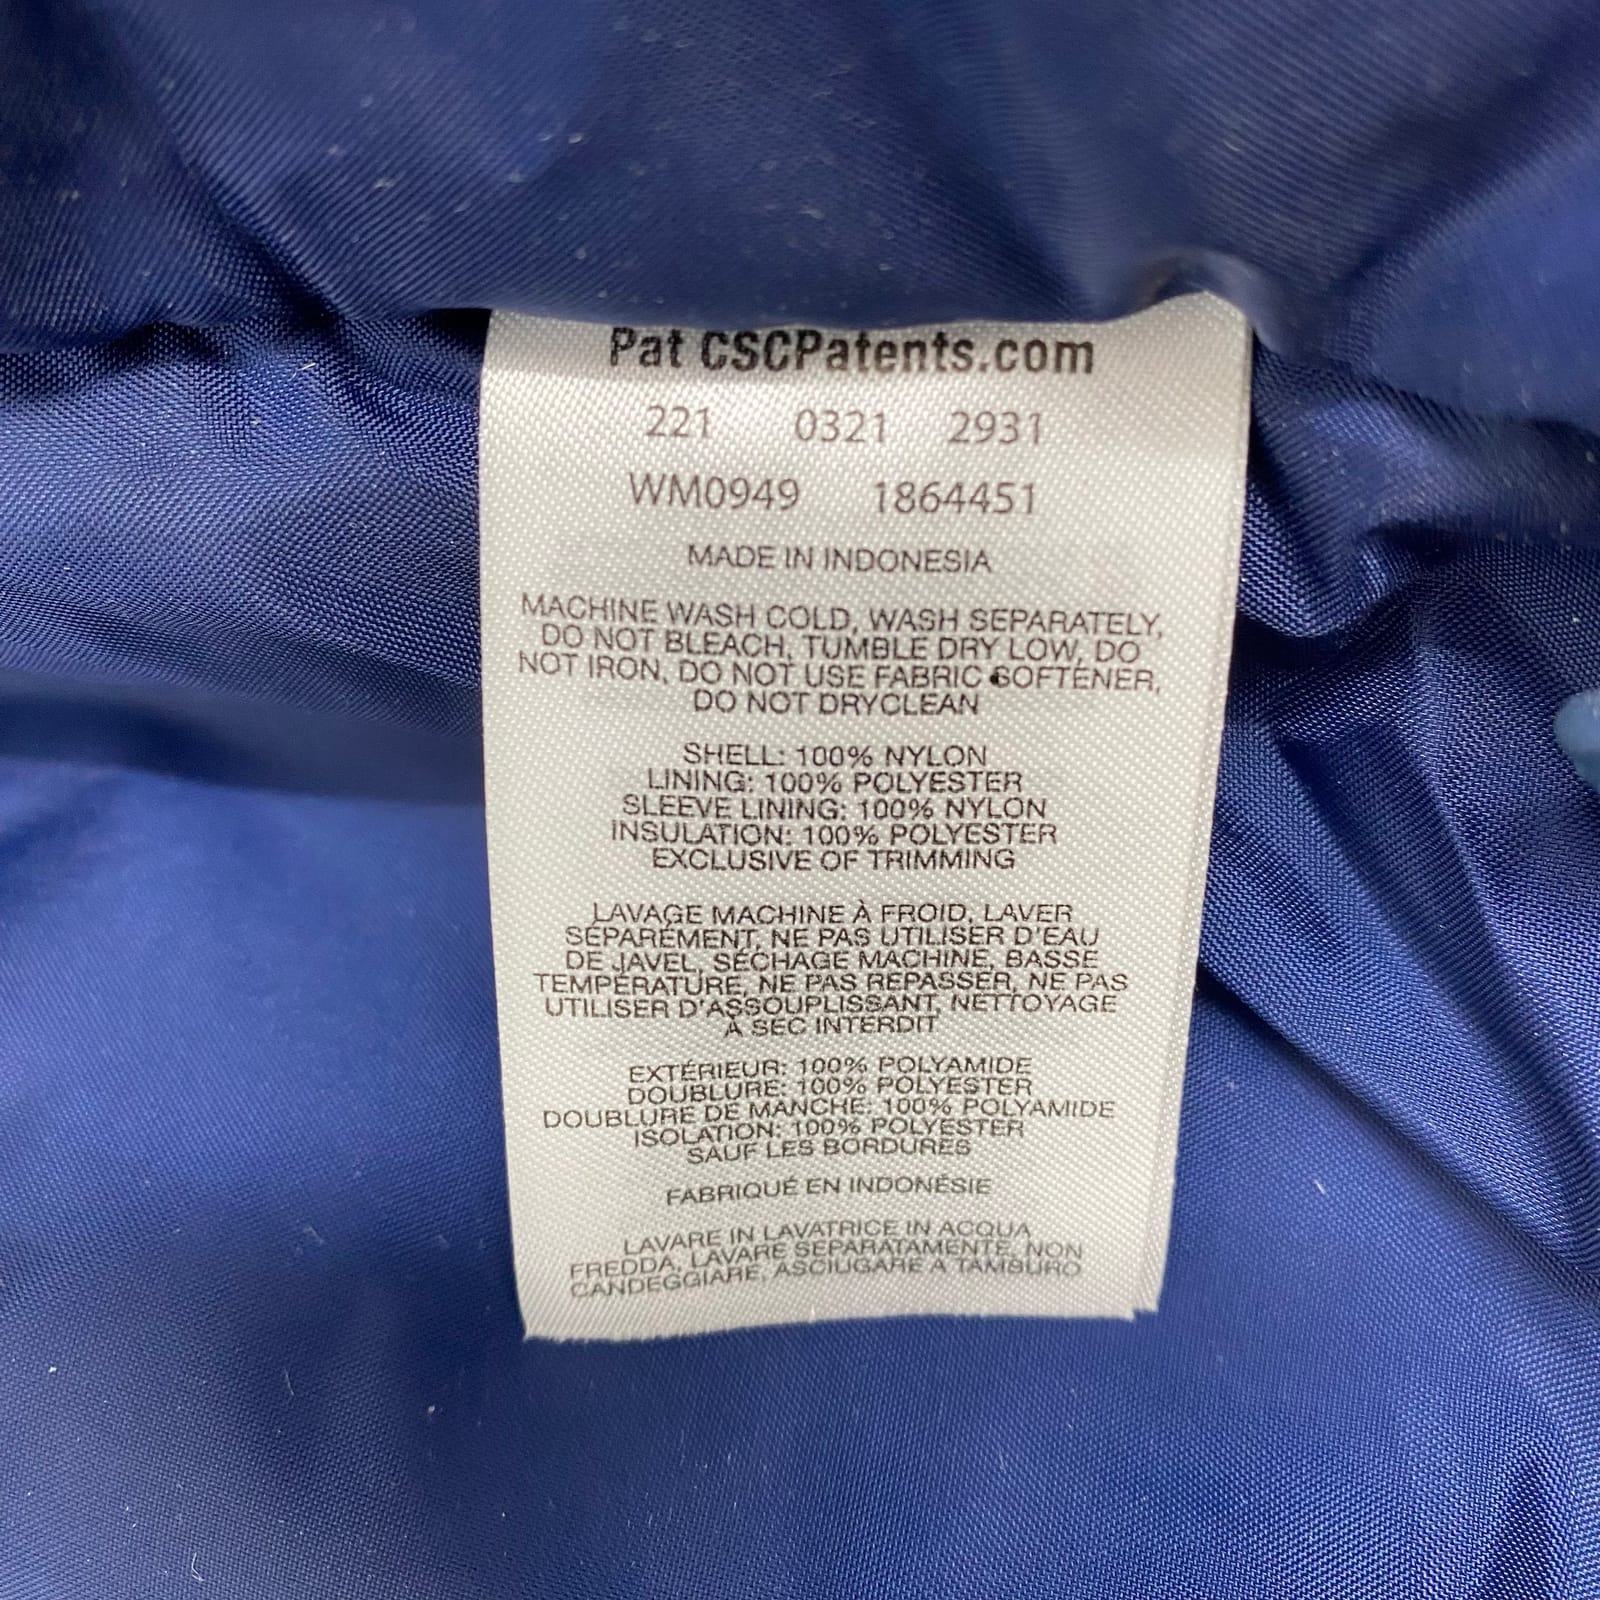 Pat CSCPatents.com
221 0321 2931
WM0949 1864451
MADE IN INDONESIA
MACHINE WASH COLD, WASH SEPARATELY,
DO NOT BLEACH, TUMBLE DRY LOW, DO
NOT IRON, DO NOT USE FABRIC SOFTENER,
DO NOT DRYCLEAN
SHELL: 100% NYLON
LINING: 100% POLYESTER
SLEEVE LINING: 100% NYLON
INSULATION: 100% POLYESTER
EXCLUSIVE OF TRIMMING
LAVAGE MACHINE À FROID, LAVER
SÉPARÉMENT, NE PAS UTILISER D'EAU
DE JAVEL, SÉCHAGE MACHINE, BASSE
TEMPÉRATURE, NE PAS REPASSER, NE PAS
UTILISER D'ASSOUPLISSANT, NETTOYAGE
À SEC INTERDIT
EXTÉRIEUR: 100% POLYAMIDE
DOUBLURE: 100% POLYESTER
DOUBLURE DE MANCHE: 100% POLYAMIDE
ISOLATION: 100% POLYESTER
SAUF LES BORDURES
FABRIQUÉ EN INDONÉSIE
LAVARE IN LAVATRICE IN ACQUA
FREDDA, LAVARE SEPARATAMENTE, NON
CANDEGGIARE, ASCIUGARE A TAMBURO